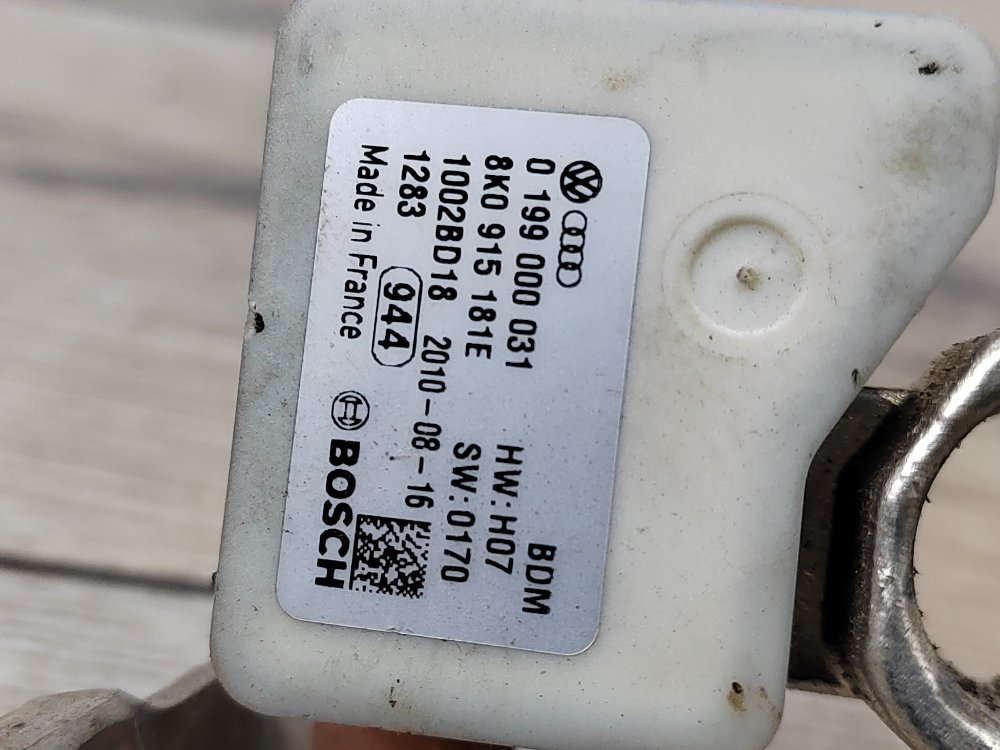 0 199 000 031 BDM
8K0 915 181E HW:H07
1002BD18 2010-08-16 SW:0170
1283 944
Made in France BOSCH